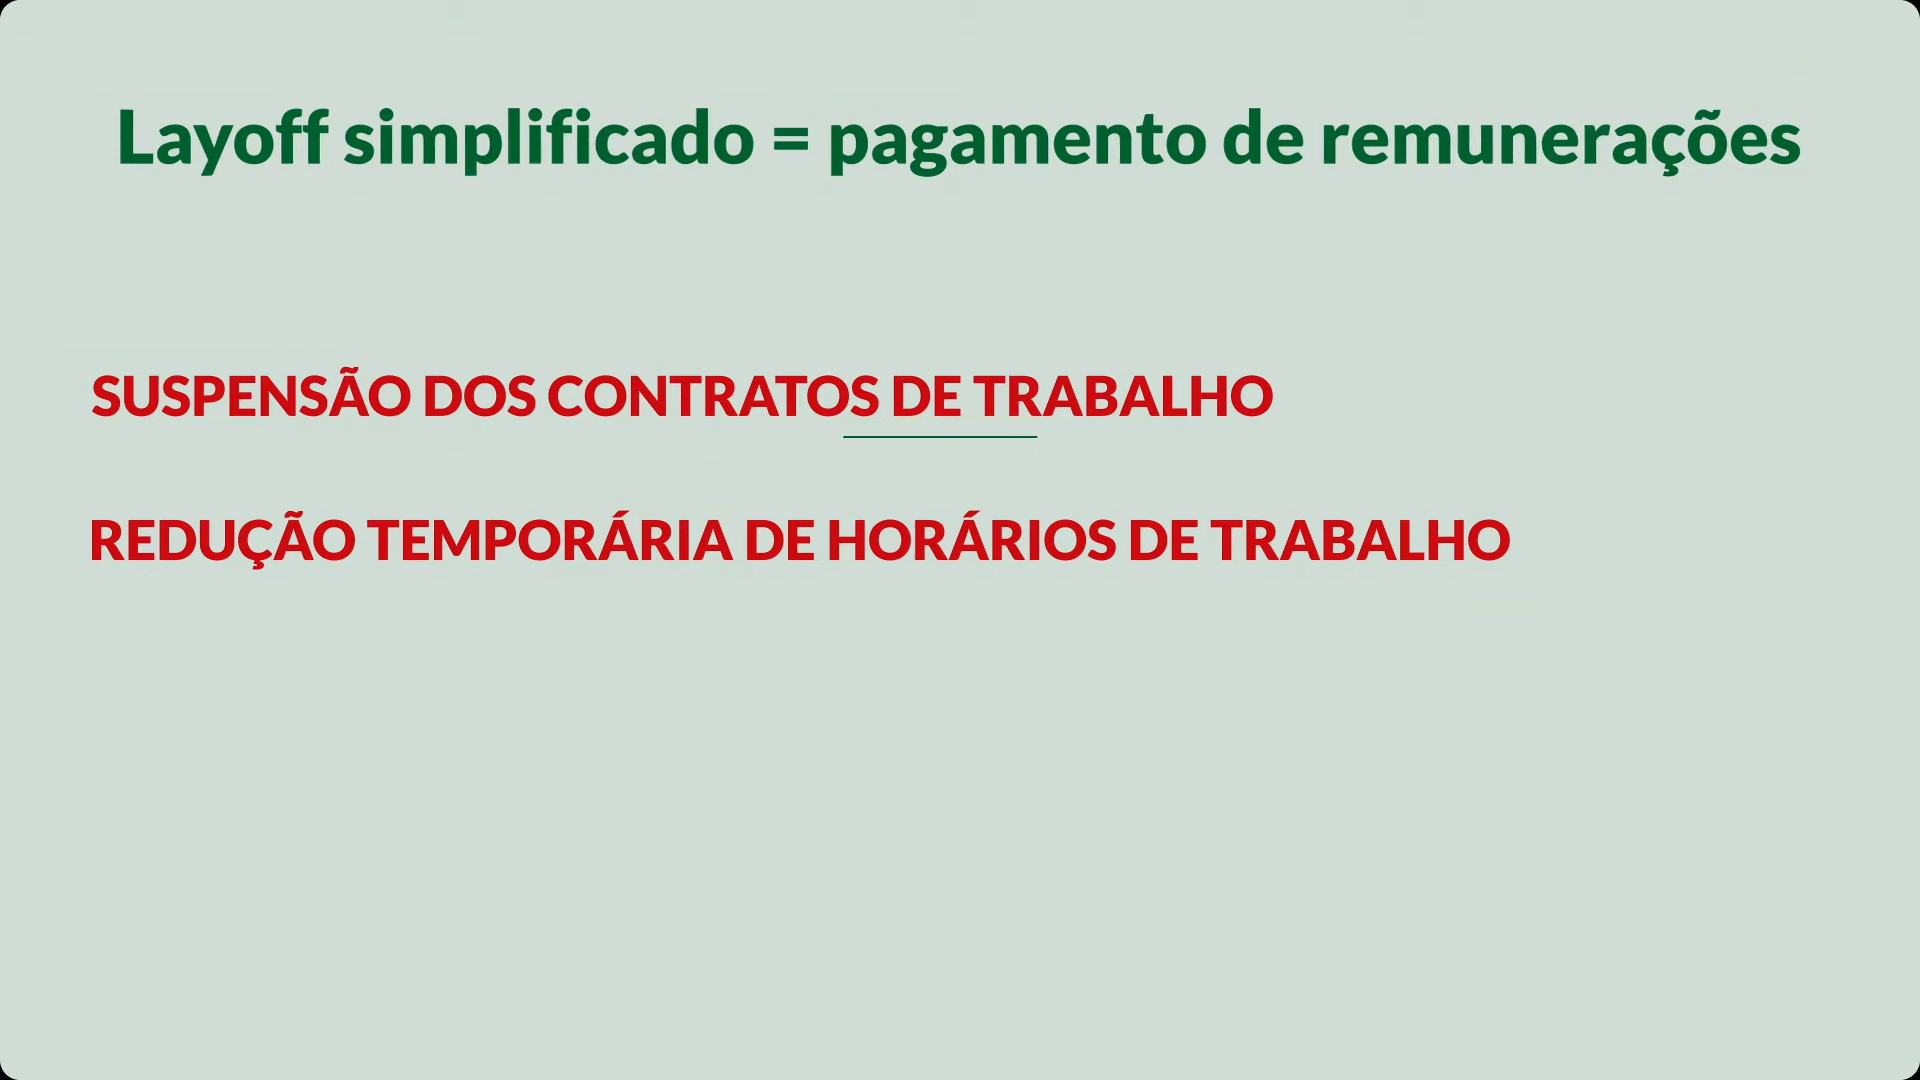 Layoff simplificado = pagamento de remunerações
SUSPENSÃO DOS CONTRATOS DE TRABALHO
REDUÇÃO TEMPORÁRIA DE HORÁRIOS DE TRABALHO